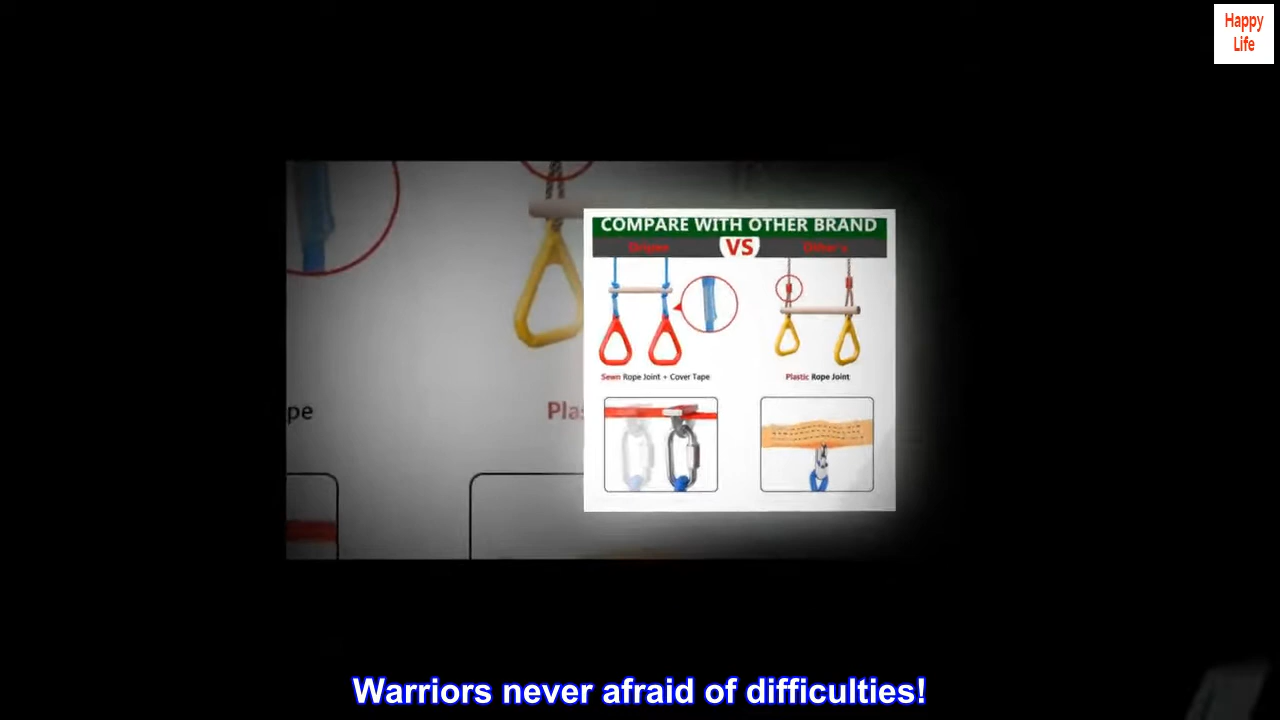 Happy
Life
COMPARE WITH OTHER BRAND
VS
Other's
Sewn Rope Joint + Cover Tape
Plastic Rope Joint
pe
Plas
Warriors never afraid of difficulties!